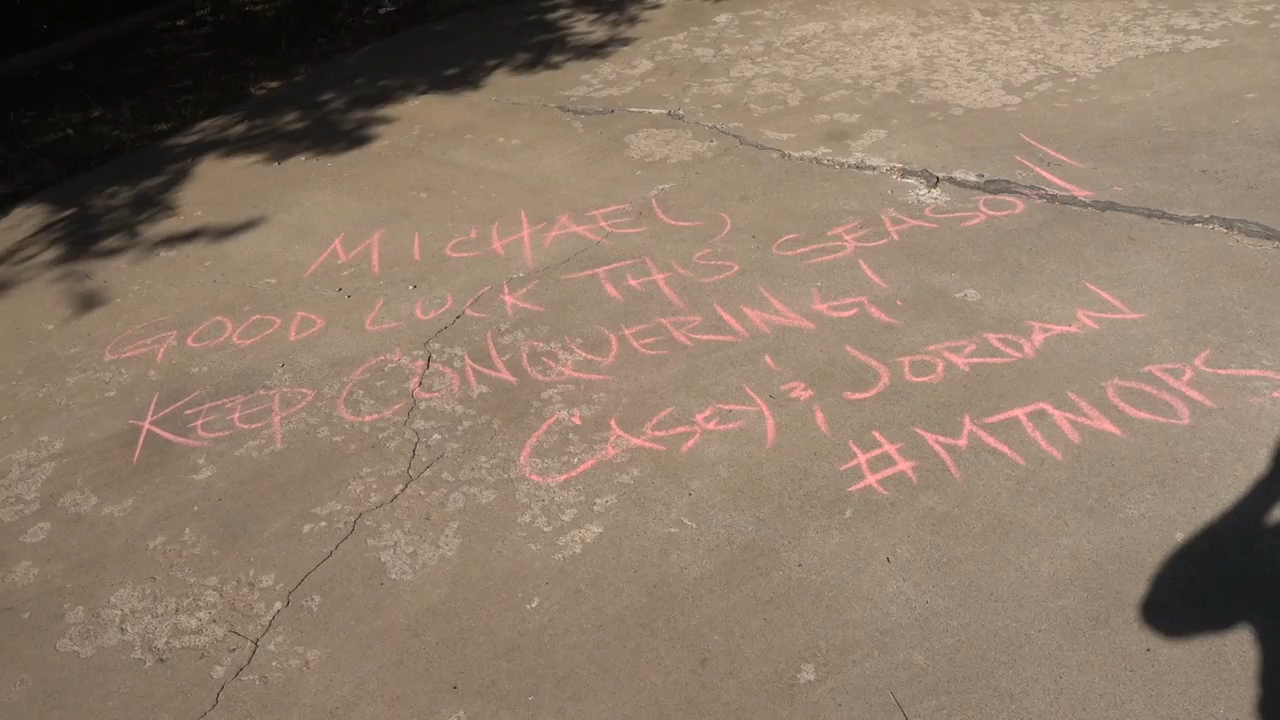 MICHAEL,
GOOD LUCK THIS SEASON
KEEP CONQUERING!
CASEY & JORDAN
#MTNOPS